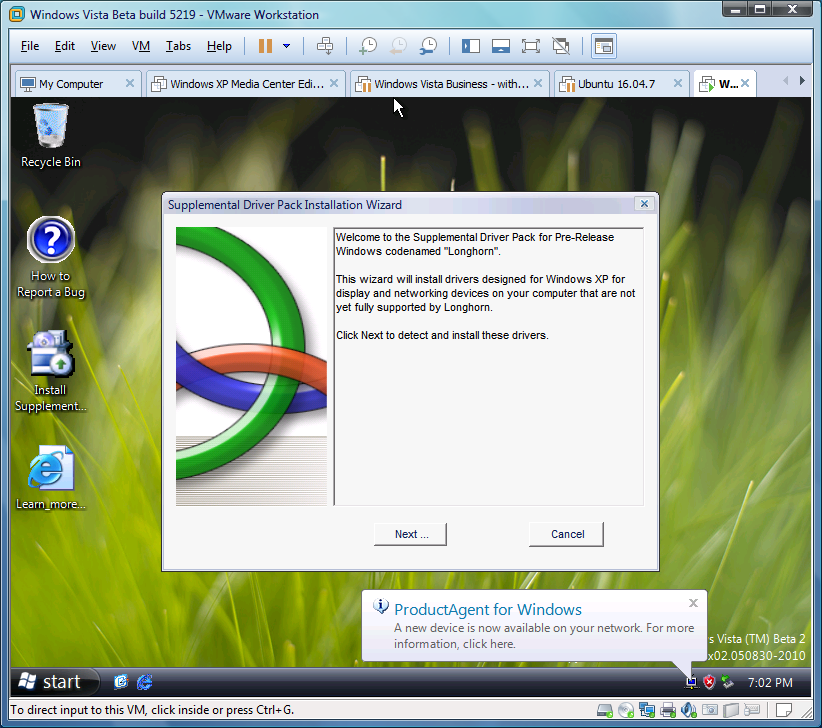 Windows Vista Beta build 5219 - VMware Workstation
File Edit View VM Tabs Help
My Computer
Windows XP Media Center Edi...
Windows Vista Business - with...
Ubuntu 16.04.7
W...
Recycle Bin
How to
Report a Bug
Install
Supplement...
Learn_more...
Supplemental Driver Pack Installation Wizard
Welcome to the Supplemental Driver Pack for Pre-Release
Windows codenamed "Longhorn".
This wizard will install drivers designed for Windows XP for
display and networking devices on your computer that are not
yet fully supported by Longhorn.
Click Next to detect and install these drivers.
Next ...
Cancel
ProductAgent for Windows
A new device is now available on your network. For more
information, click here.
s Vista (TM) Beta 2
x02.050830-2010
start
7:02 PM
To direct input to this VM, click inside or press Ctrl+G.